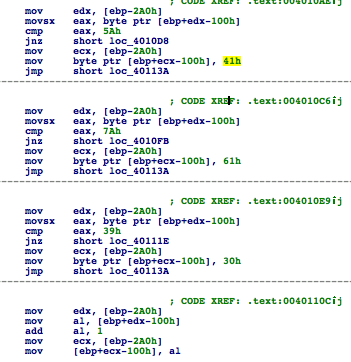 ; CODE XREF: .text:004010AE↑j
mov edx, [ebp-2A0h]
movsx eax, byte ptr [ebp+edx-100h]
cmp eax, 5Ah
jnz short loc_4010D8
mov ecx, [ebp-2A0h]
mov byte ptr [ebp+ecx-100h], 41h
jmp short loc_40113A
; CODE XREF: .text:004010C6↑j
mov edx, [ebp-2A0h]
movsx eax, byte ptr [ebp+edx-100h]
cmp eax, 7Ah
jnz short loc_4010FB
mov ecx, [ebp-2A0h]
mov byte ptr [ebp+ecx-100h], 61h
jmp short loc_40113A
; CODE XREF: .text:004010E9↑j
mov edx, [ebp-2A0h]
movsx eax, byte ptr [ebp+edx-100h]
cmp eax, 39h
jnz short loc_40111E
mov ecx, [ebp-2A0h]
mov byte ptr [ebp+ecx-100h], 30h
jmp short loc_40113A
; CODE XREF: .text:0040110C↑j
mov edx, [ebp-2A0h]
mov al, [ebp+edx-100h]
add al, 1
mov ecx, [ebp-2A0h]
mov [ebp+ecx-100h], al